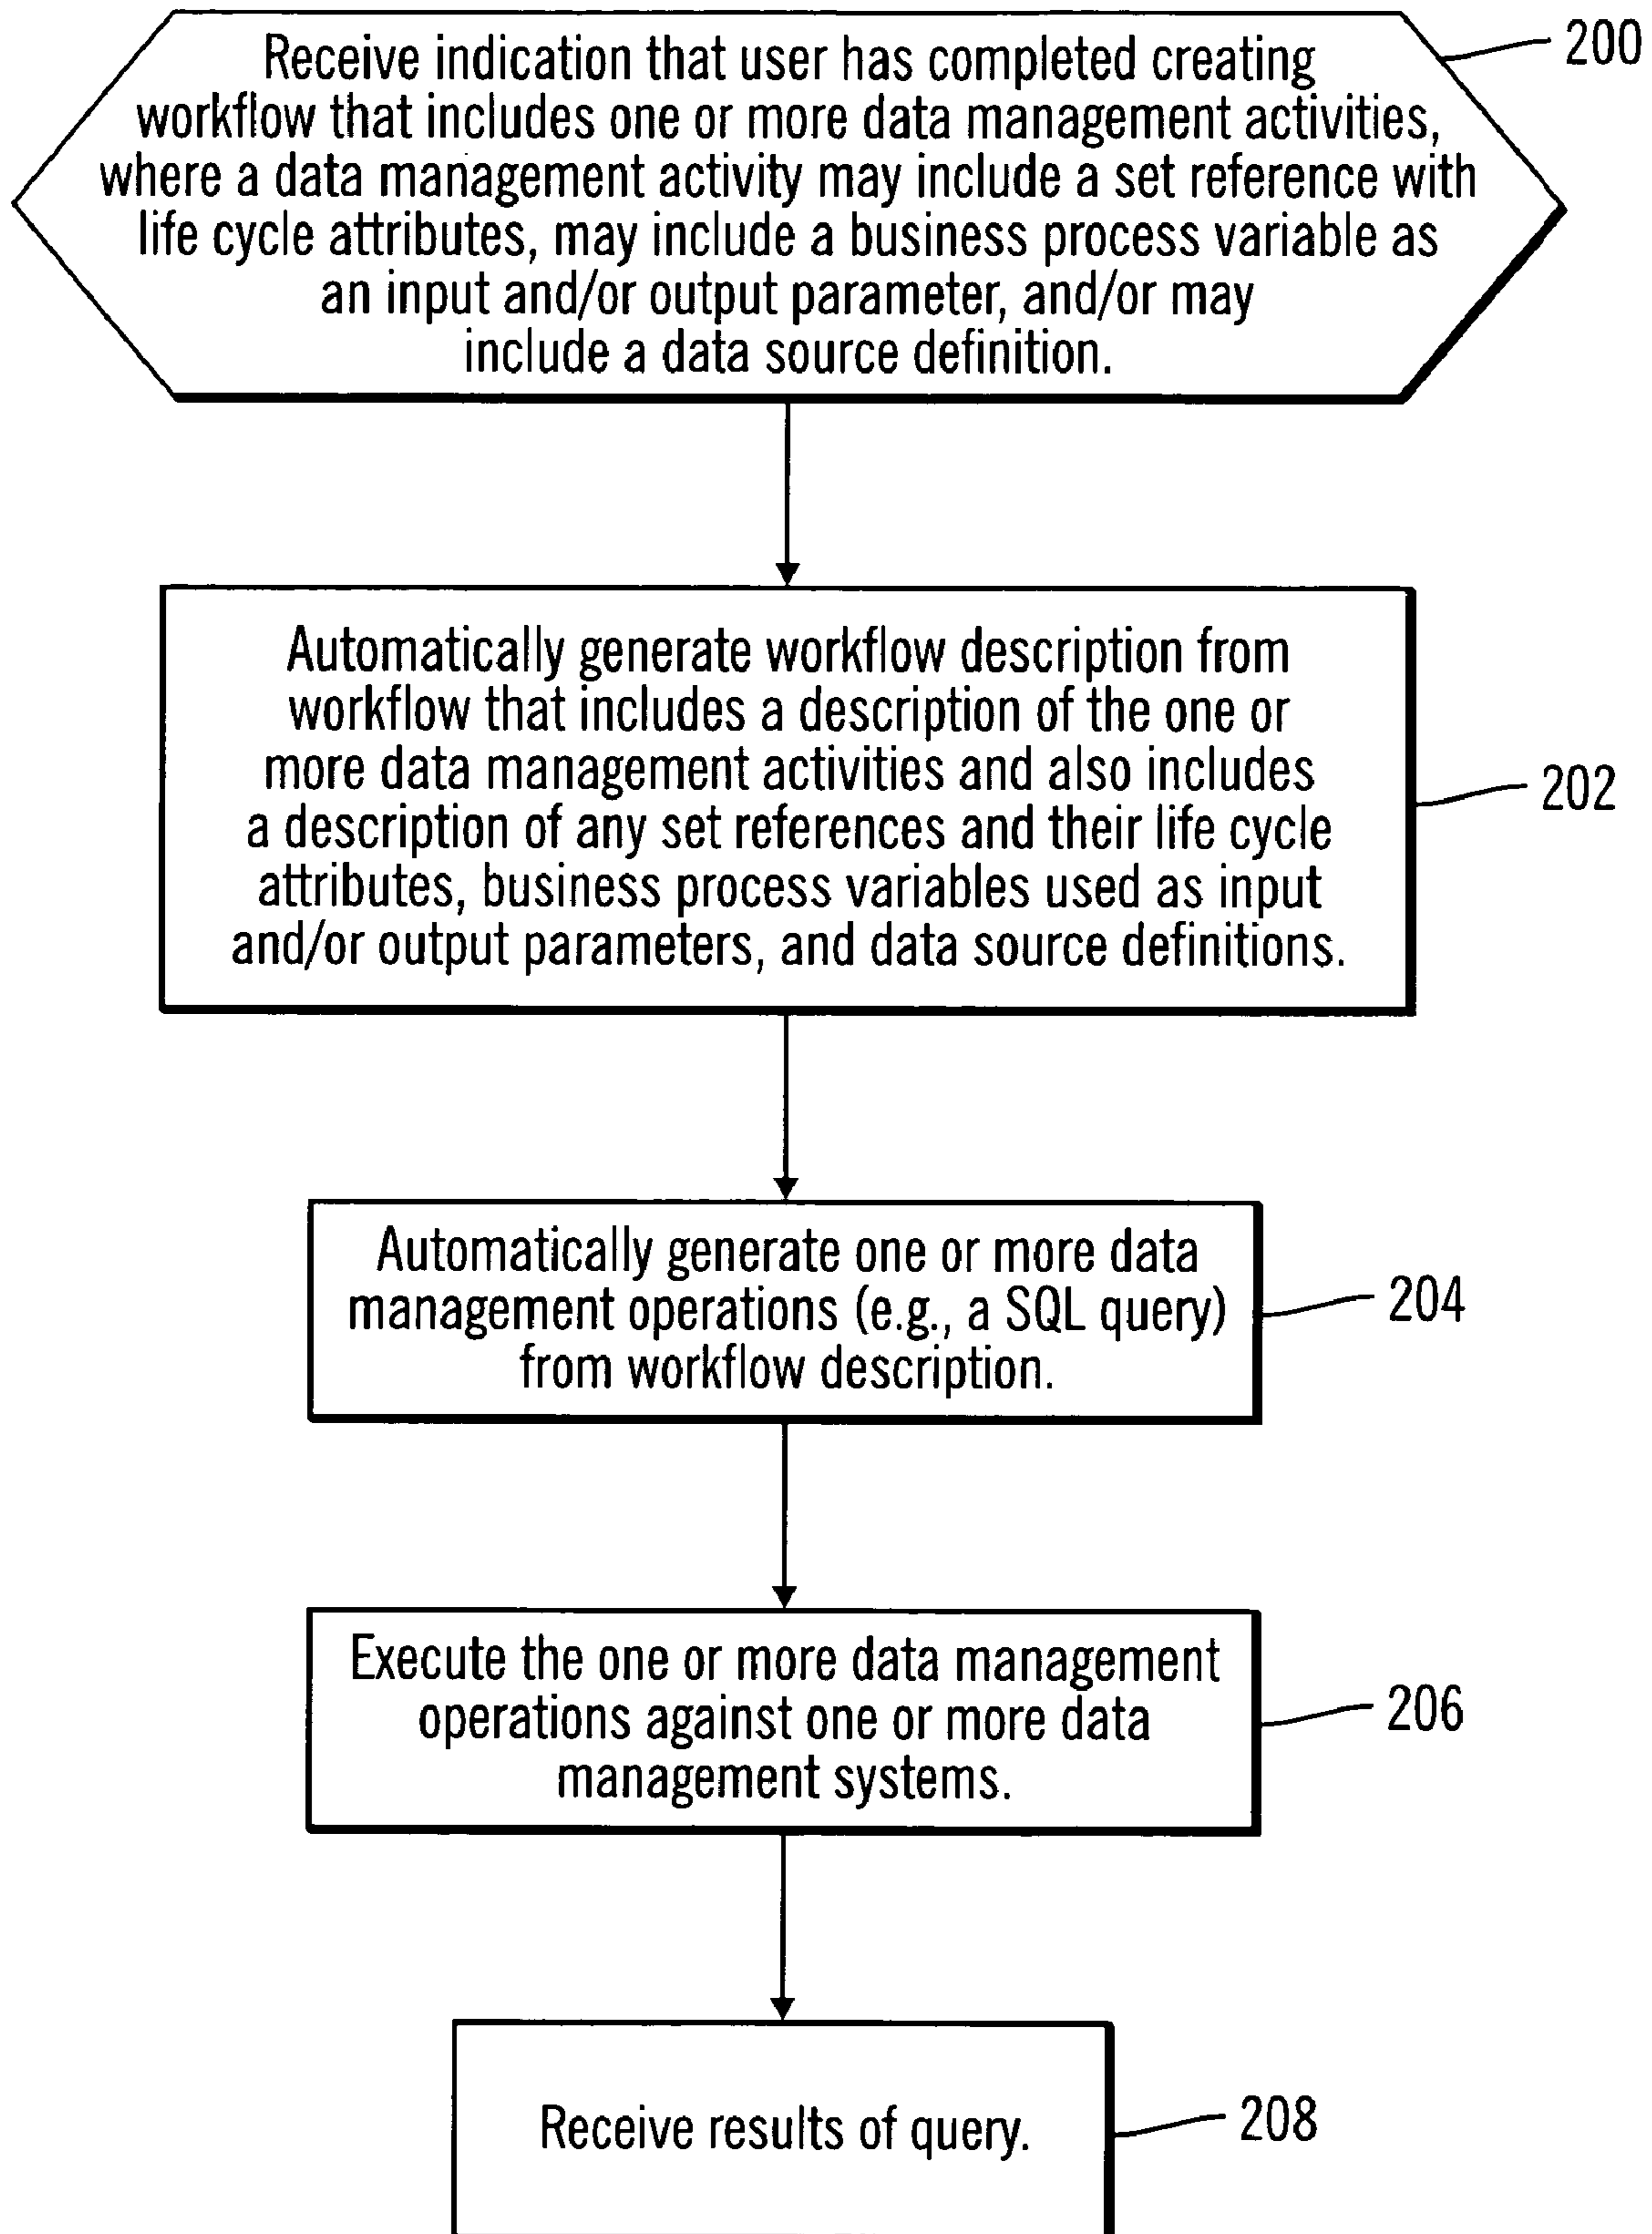 Receive indication that user has completed creating
workflow that includes one or more data management activities,
where a data management activity may include a set reference with
life cycle attributes, may include a business process variable as
an input and/or output parameter, and/or may
include a data source definition.
200
Automatically generate workflow description from
workflow that includes a description of the one or
more data management activities and also includes
a description of any set references and their life cycle
attributes, business process variables used as input
and/or output parameters, and data source definitions.
202
Automatically generate one or more data
management operations (e.g., a SQL query)
from workflow description.
204
Execute the one or more data management
operations against one or more data
management systems.
206
Receive results of query.
208